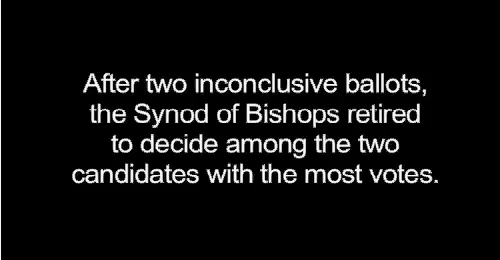 After two inconclusive ballots,
the Synod of Bishops retired
to decide among the two
candidates with the most votes.